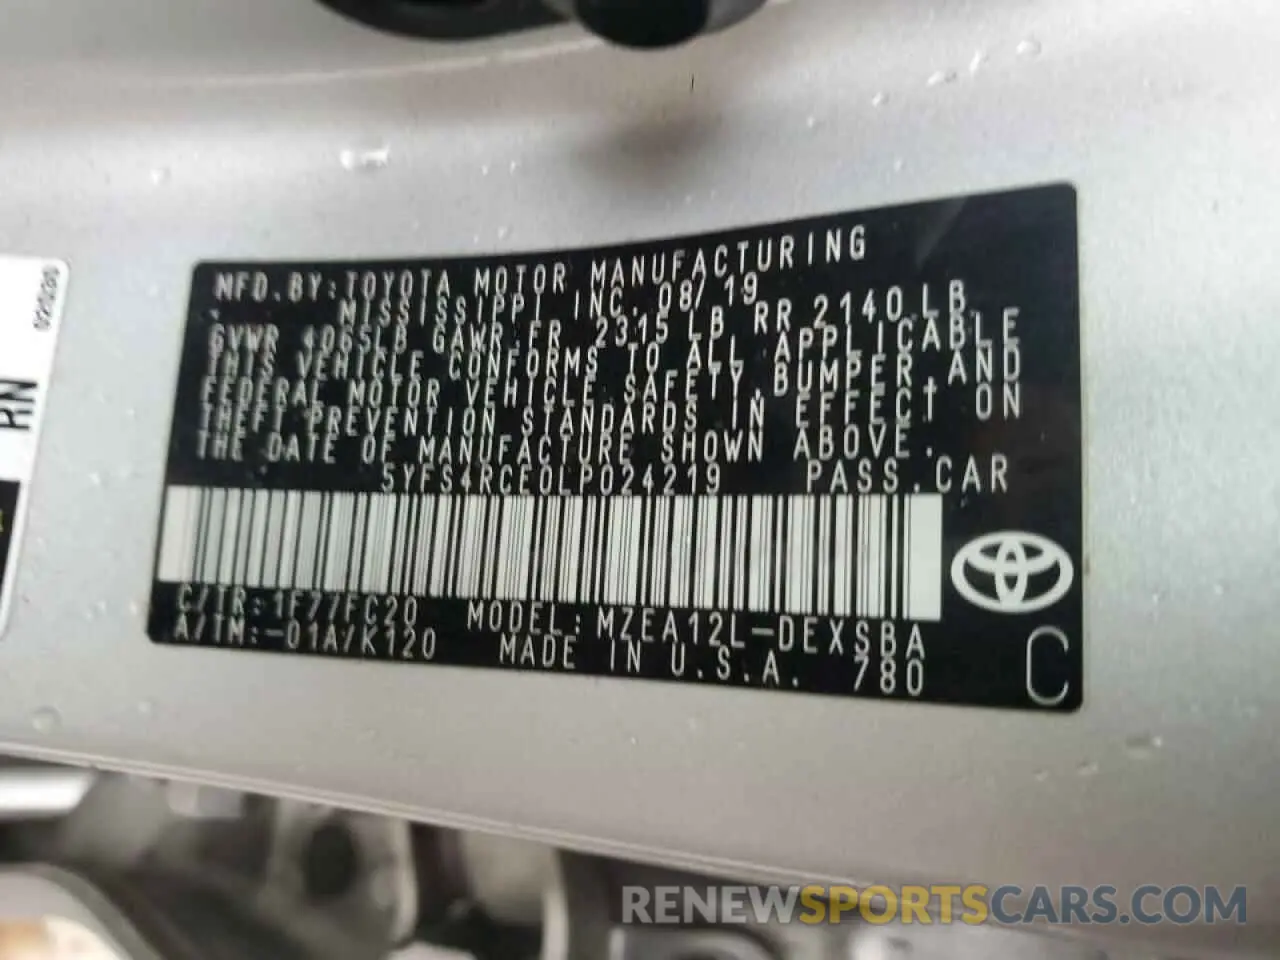 MFD.BY:TOYOTA MOTOR MANUFACTURING
MISSISSIPPI INC. 08/19
GVWR 4065LB GAWR FR 2315 LB RR 2140 LB
THIS VEHICLE CONFORMS TO ALL APPLICABLE
FEDERAL MOTOR VEHICLE SAFETY, BUMPER, AND
THEFT PREVENTION STANDARDS IN EFFECT ON
THE DATE OF MANUFACTURE SHOWN ABOVE.
5YFS4RCE0LP024219 PASS.CAR
C/TR:1F77FC20 MODEL:MZEA12L-DEXSBA
A/TM:-01A/K120 MADE IN U.S.A. 780
C
RN
RENEWSPORTSCARS.COM